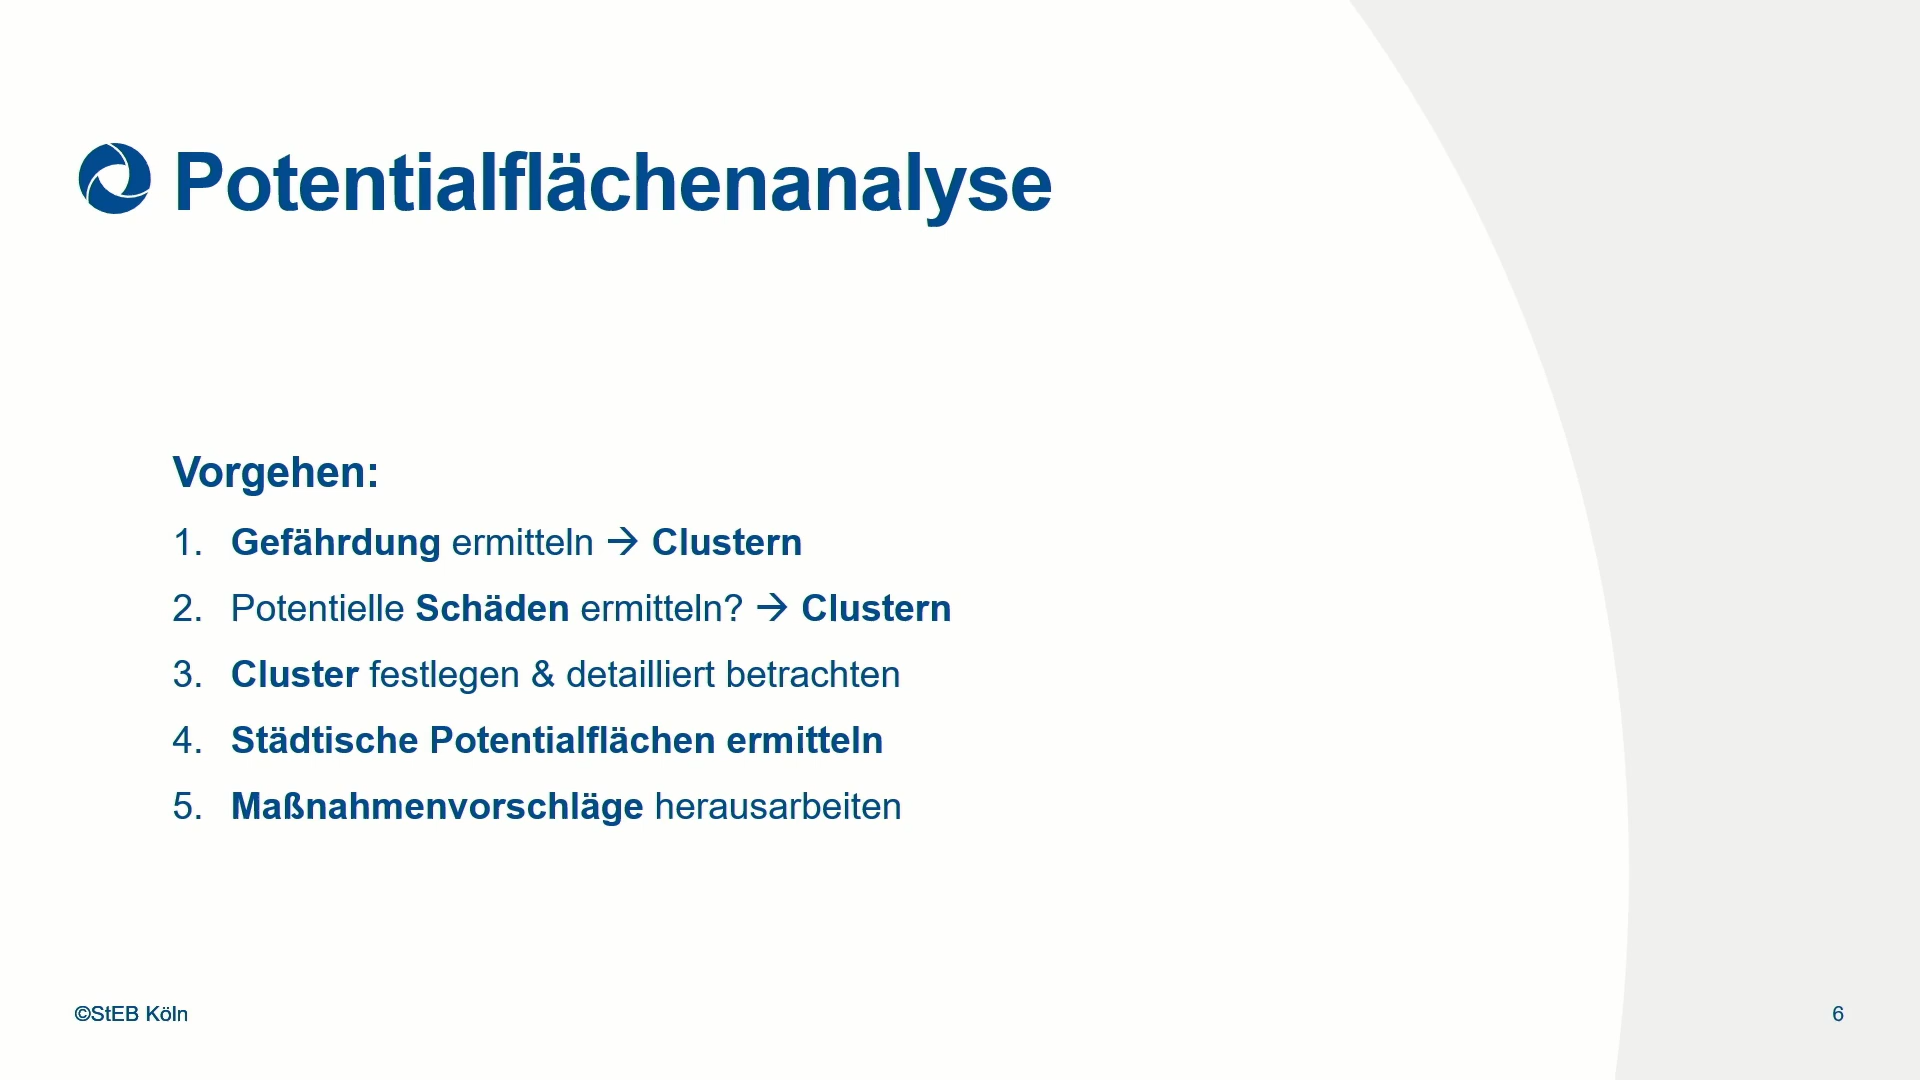 Potentialflächenanalyse
Vorgehen:
1. Gefährdung ermitteln → Clustern
2. Potentielle Schäden ermitteln? → Clustern
3. Cluster festlegen & detailliert betrachten
4. Städtische Potentialflächen ermitteln
5. Maßnahmenvorschläge herausarbeiten
©StEB Köln
6